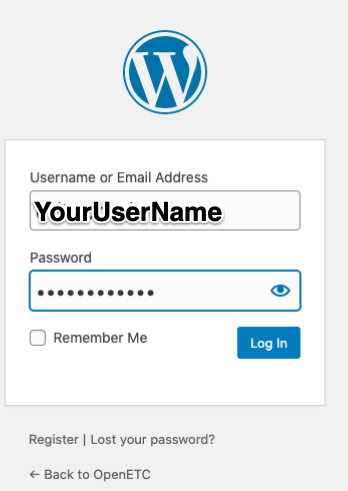 Username or Email Address
YourUserName
Password
Remember Me
Log In
Register | Lost your password?
← Back to OpenETC